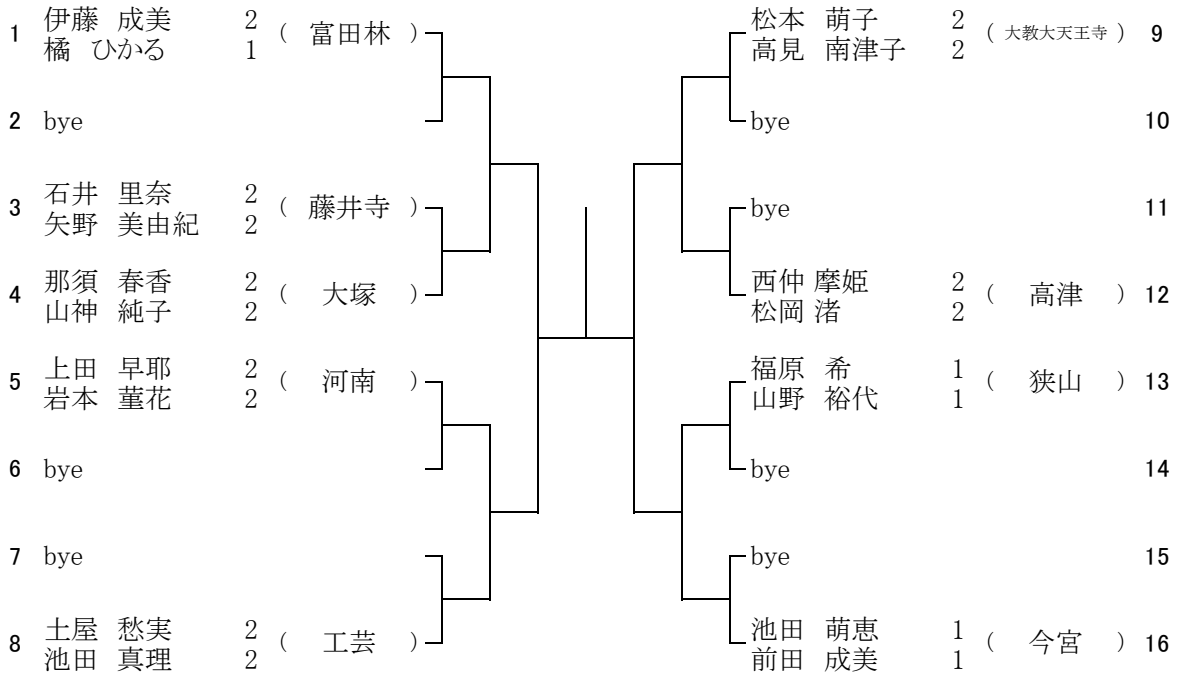 1 伊藤 成美 2 ( 富田林 )
橘 ひかる 1
2 bye
3 石井 里奈 2 ( 藤井寺 )
矢野 美由紀 2
4 那須 春香 2 ( 大塚 )
山神 純子 2
5 上田 早耶 2 ( 河南 )
岩本 菫花 2
6 bye
7 bye
8 土屋 愁実 2 ( 工芸 )
池田 真理 2
松本 萌子 2 ( 大教大天王寺 ) 9
高見 南津子 2
bye 10
bye 11
西仲 摩姫 2 ( 高津 ) 12
松岡 渚 2
福原 希 1 ( 狭山 ) 13
山野 裕代 1
bye 14
bye 15
池田 萌恵 1 ( 今宮 ) 16
前田 成美 1